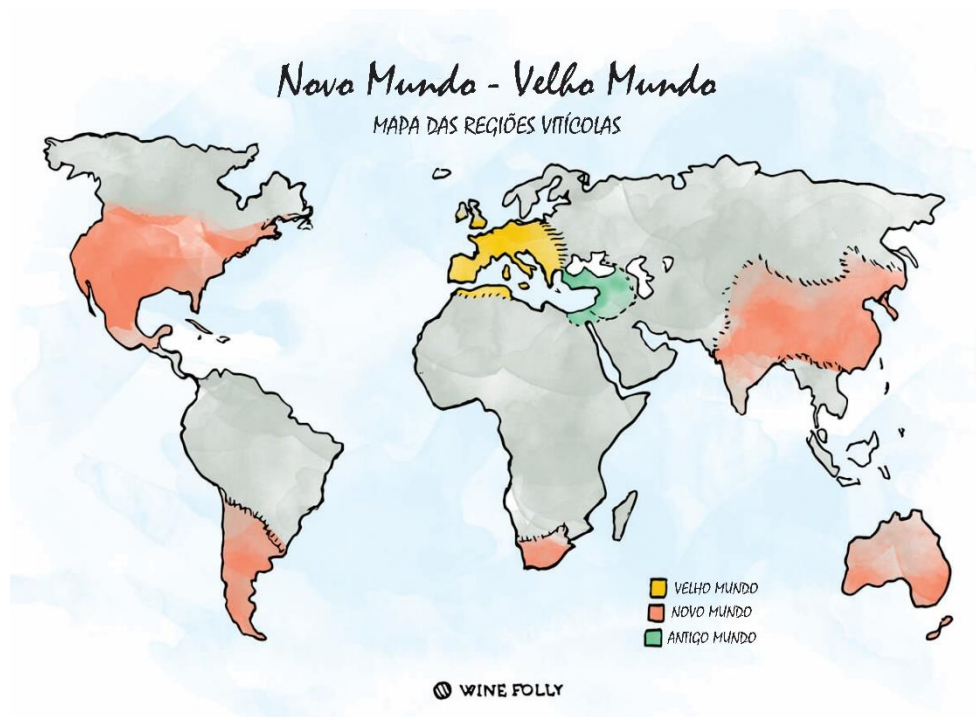 Novo Mundo - Velho Mundo
MAPA DAS REGIÕES VITÍCOLAS
VELHO MUNDO
NOVO MUNDO
ANTIGO MUNDO
WINE FOLLY